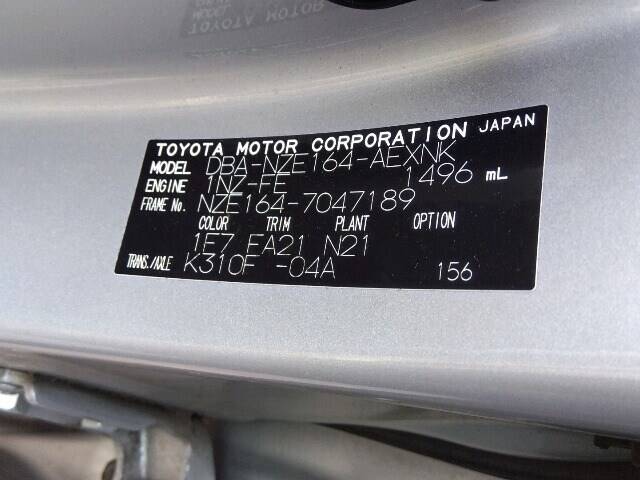 TOYOTA MOTOR CORPORATION JAPAN
MODEL DBA-NZE164-AEXNK
ENGINE 1NZ-FE 1496 mL
FRAME No. NZE164-7047189
COLOR TRIM PLANT OPTION
1E7 FA21 N21
TRANS./AXLE K310F -04A 156